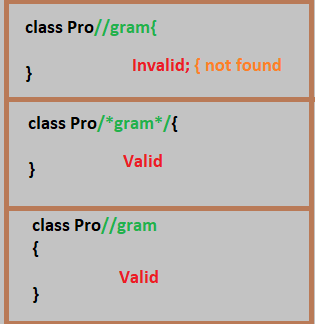 class Pro//gram{
}
Invalid; { not found
class Pro/*gram*/{
}
Valid
class Pro//gram
{
Valid
}